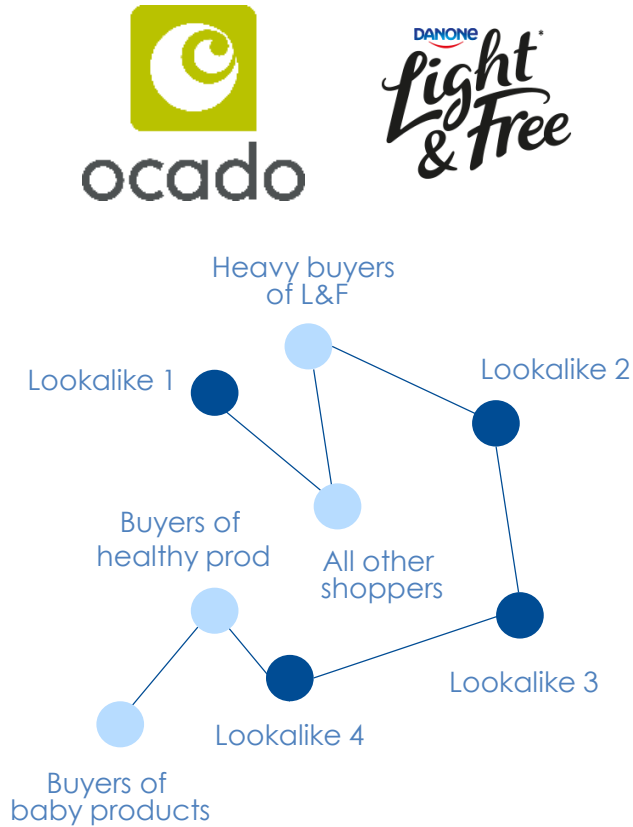 ocado
DANONE
Light*
& Free
Heavy buyers
of L&F
Lookalike 1
Lookalike 2
Buyers of
healthy prod
All other
shoppers
Lookalike 3
Lookalike 4
Buyers of
baby products